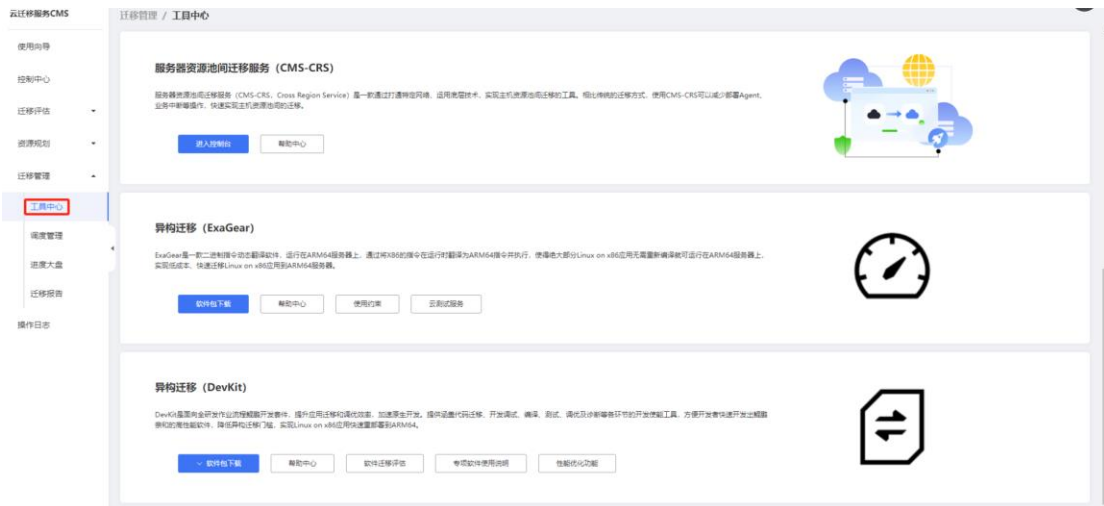 云迁移服务CMS
迁移管理 / 工具中心
使用向导
控制中心
迁移评估
资源规划
迁移管理
工具中心
调度管理
进度大盘
迁移报告
操作日志
服务器资源池间迁移服务（CMS-CRS）
服务器资源池间迁移服务（CMS-CRS，Cross Region Service）是一款通过打通特定网络，运用底层技术，实现主机资源池间迁移的工具。相比传统的迁移方式，使用CMS-CRS可以减少部署Agent、
业务中断等操作，快速实现主机资源池间的迁移。
进入控制台
帮助中心
异构迁移（ExaGear）
ExaGear是一款二进制指令动态翻译软件，运行在ARM64服务器上，通过将X86的指令在运行时翻译为ARM64指令并执行，使得绝大部分Linux on x86应用无需重新编译就可运行在ARM64服务器上，
实现低成本、快速迁移Linux on x86应用到ARM64服务器。
软件包下载
帮助中心
使用约束
云测试服务
异构迁移（DevKit）
DevKit是面向全研发作业流程鲲鹏开发套件，提升应用迁移和调优效率，加速原生开发。提供涵盖代码迁移、开发调试、编译、测试、调优及诊断等各环节的开发使能工具，方便开发者快速开发出鲲鹏
亲和的高性能软件，降低异构迁移门槛，实现Linux on x86应用快速重部署到ARM64。
软件包下载
帮助中心
软件迁移评估
专项软件使用说明
性能优化功能